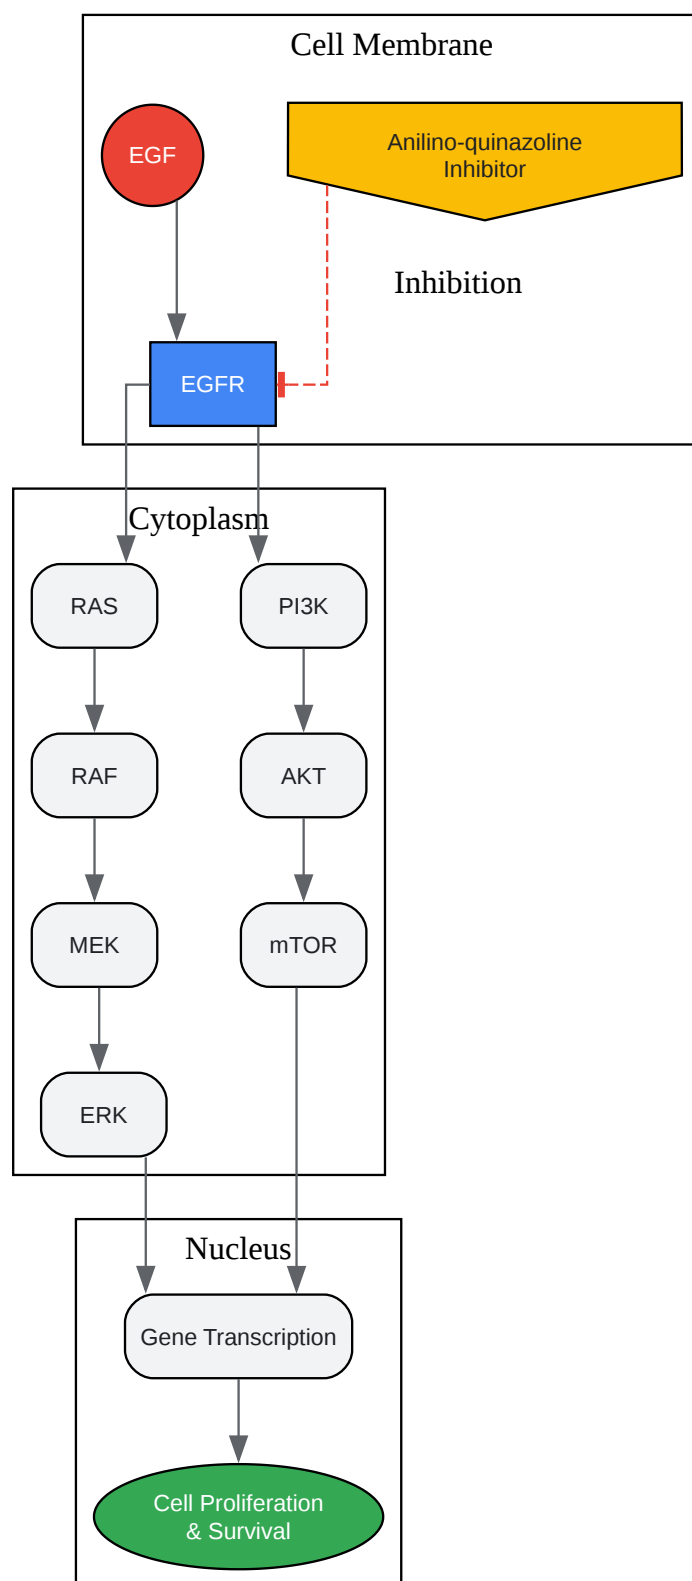 Cell Membrane
EGF
Anilino-quinazoline
Inhibitor
Inhibition
EGFR
Cytoplasm
RAS
PI3K
RAF
AKT
MEK
mTOR
ERK
Nucleus
Gene Transcription
Cell Proliferation
& Survival